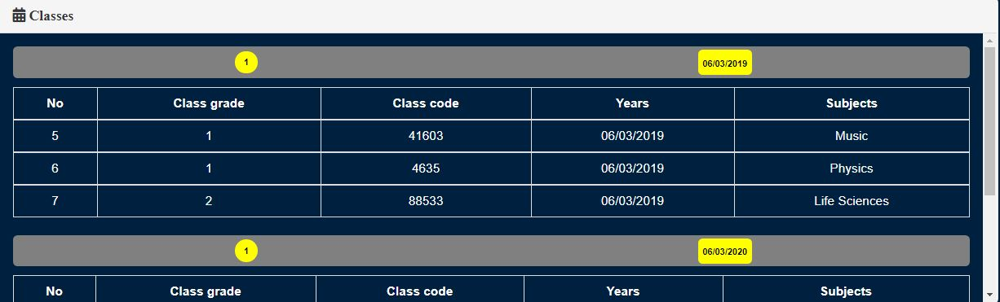 Classes
1 06/03/2019
No Class grade Class code Years Subjects
5 1 41603 06/03/2019 Music
6 1 4635 06/03/2019 Physics
7 2 88533 06/03/2019 Life Sciences
1 06/03/2020
No Class grade Class code Years Subjects